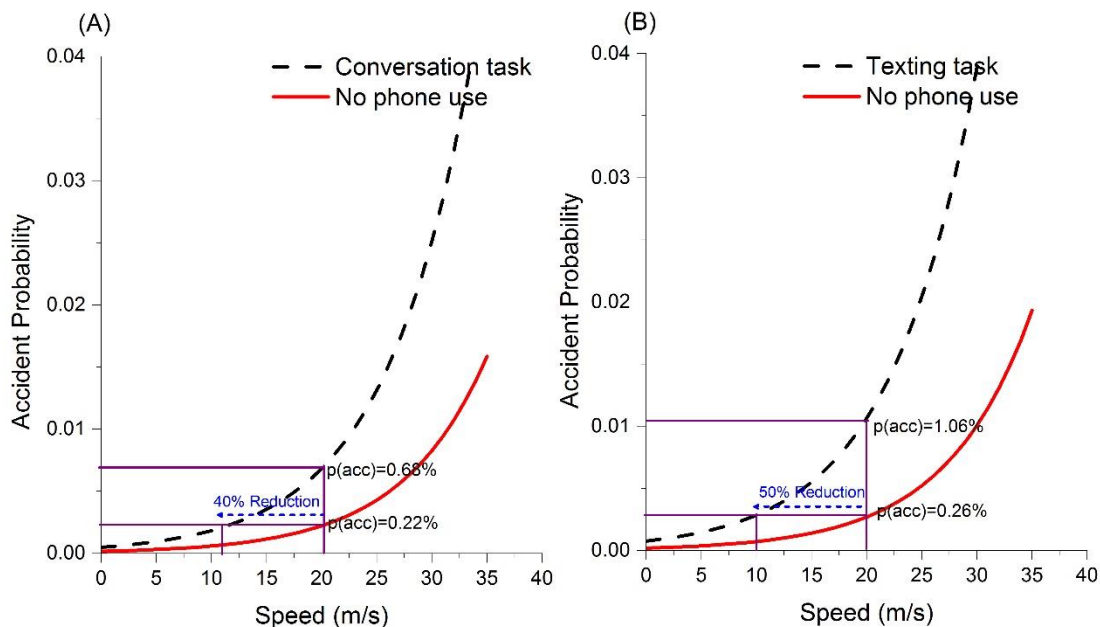 (A)
Conversation task
No phone use
0.04
0.03
0.02
0.01
0.00
Accident Probability
p(acc)=0.68%
40% Reduction
p(acc)=0.22%
0 5 10 15 20 25 30 35 40
Speed (m/s)
(B)
Texting task
No phone use
0.04
0.03
0.02
0.01
0.00
Accident Probability
p(acc)=1.06%
50% Reduction
p(acc)=0.26%
0 5 10 15 20 25 30 35 40
Speed (m/s)